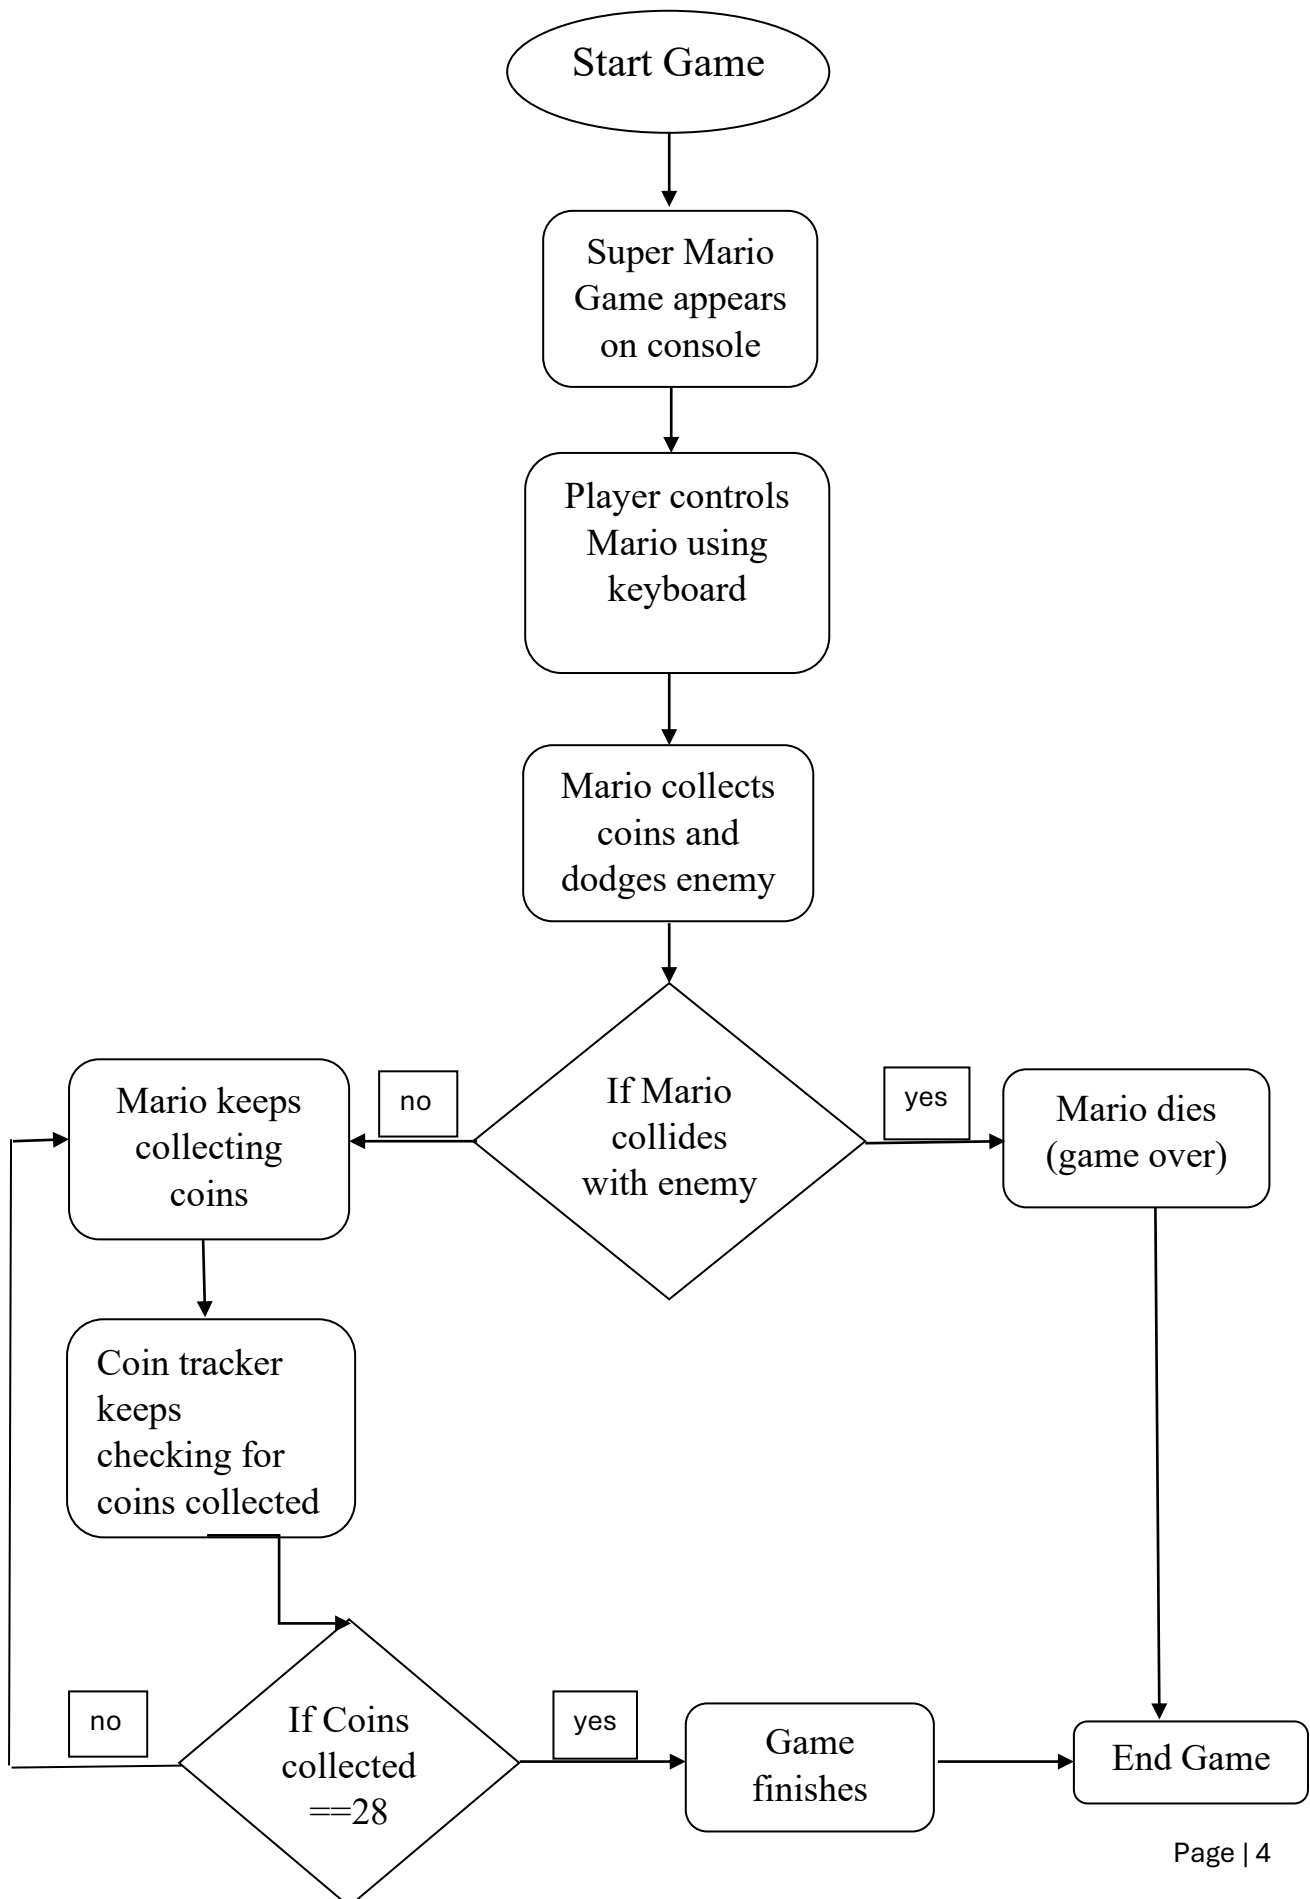 Start Game
Super Mario
Game appears
on console
Player controls
Mario using
keyboard
Mario collects
coins and
dodges enemy
If Mario
collides
with enemy
no
yes
Mario keeps
collecting
coins
Mario dies
(game over)
Coin tracker
keeps
checking for
coins collected
If Coins
collected
==28
no
yes
Game
finishes
End Game
Page | 4